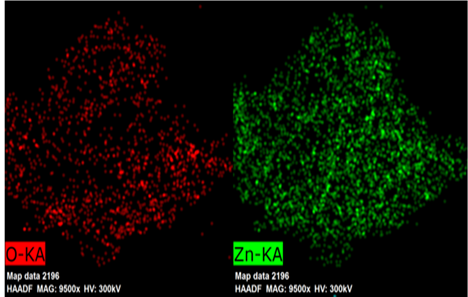 O-KA
Map data 2196
HAADF MAG: 9500x HV: 300kV
Zn-KA
Map data 2196
HAADF MAG: 9500x HV: 300kV